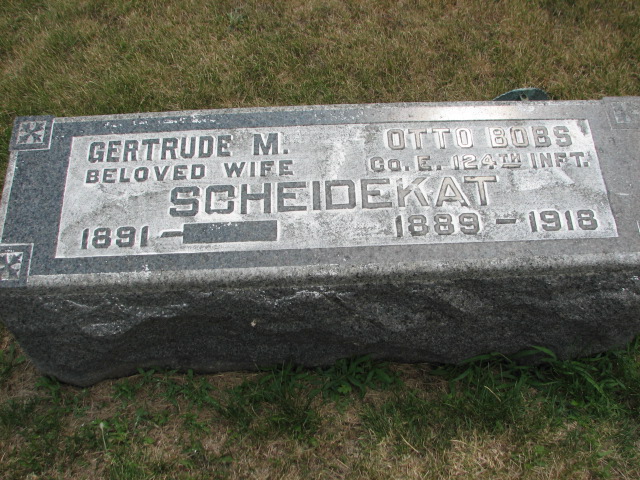 GERTRUDE M.
BELOVED WIFE
OTTO BOBS
CO. E. 124TH INFT.
SCHEIDEKAT
1891 -
1889 - 1918